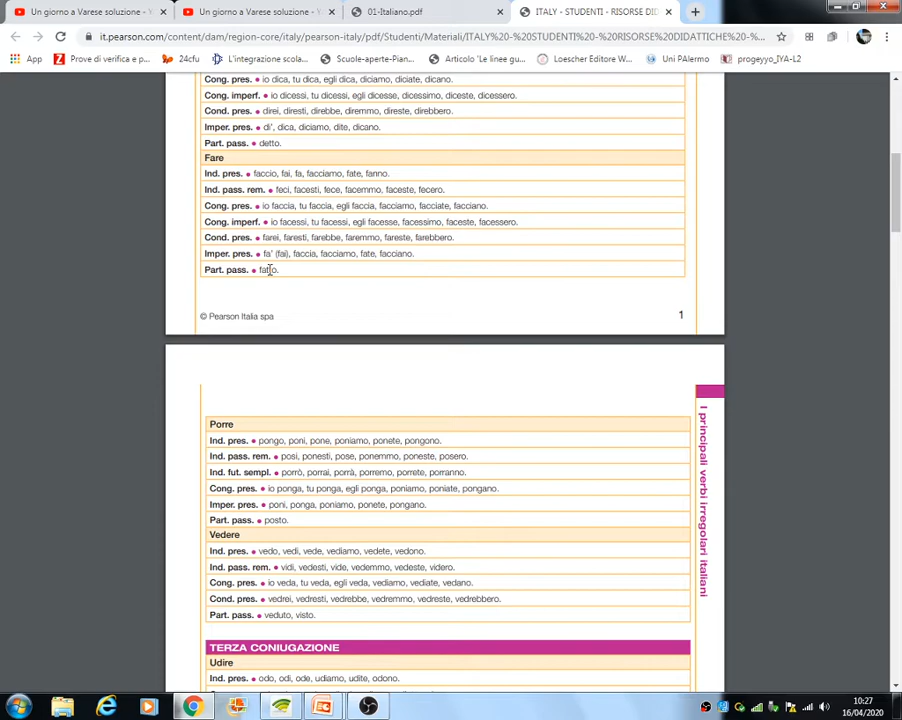 Un giorno a Varese soluzione - Y
Un giorno a Varese soluzione - Y
01-Italiano.pdf
ITALY - STUDENTI - RISORSE DID
it.pearson.com/content/dam/region-core/italy/pearson-italy/pdf/Studenti/Materiali/ITALY%20-%20STUDENTI%20-%20RISORSE%20DIDATTICHE%20-%...
App
Prove di verifica e p...
24cfu
L'integrazione scola...
Scuole-aperte-Pian...
Articolo 'Le linee gu...
Loescher Editore W...
Uni PAlermo
progeyyo_IYA-L2
Cong. pres. • io dica, tu dica, egli dica, diciamo, diciate, dicano.
Cong. imperf. • io dicessi, tu dicessi, egli dicesse, dicessimo, diceste, dicessero.
Cond. pres. • direi, diresti, direbbe, diremmo, direste, direbbero.
Imper. pres. • di', dica, diciamo, dite, dicano.
Part. pass. • detto.
Fare
Ind. pres. • faccio, fai, fa, facciamo, fate, fanno.
Ind. pass. rem. • feci, facesti, fece, facemmo, faceste, fecero.
Cong. pres. • io faccia, tu faccia, egli faccia, facciamo, facciate, facciano.
Cong. imperf. • io facessi, tu facessi, egli facesse, facessimo, faceste, facessero.
Cond. pres. • farei, faresti, farebbe, faremmo, fareste, farebbero.
Imper. pres. • fa' (fai), faccia, facciamo, fate, facciano.
Part. pass. • fatto.
© Pearson Italia spa
1
I principali verbi irregolari italiani
Porre
Ind. pres. • pongo, poni, pone, poniamo, ponete, pongono.
Ind. pass. rem. • posi, ponesti, pose, ponemmo, poneste, posero.
Ind. fut. sempl. • porrò, porrai, porrà, porremo, porrete, porranno.
Cong. pres. • io ponga, tu ponga, egli ponga, poniamo, poniate, pongano.
Imper. pres. • poni, ponga, poniamo, ponete, pongano.
Part. pass. • posto.
Vedere
Ind. pres. • vedo, vedi, vede, vediamo, vedete, vedono.
Ind. pass. rem. • vidi, vedesti, vide, vedemmo, vedeste, videro.
Cong. pres. • io veda, tu veda, egli veda, vediamo, vediate, vedano.
Cond. pres. • vedrei, vedresti, vedrebbe, vedremmo, vedreste, vedrebbero.
Part. pass. • veduto, visto.
TERZA CONIUGAZIONE
Udire
Ind. pres. • odo, odi, ode, udiamo, udite, odono.
10:27
16/04/2020